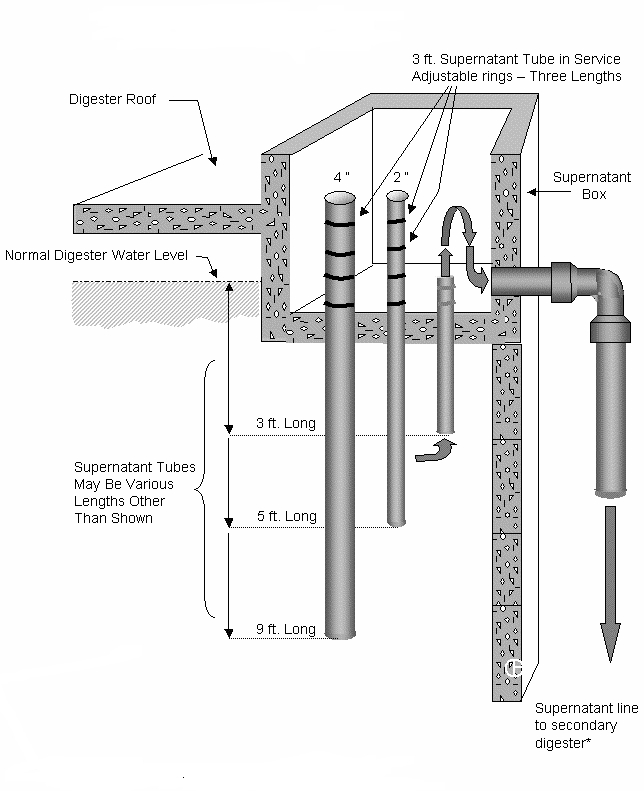 3 ft. Supernatant Tube in Service
Adjustable rings – Three Lengths
Digester Roof
4 "
2 "
Supernatant
Box
Normal Digester Water Level
3 ft. Long
Supernatant Tubes
May Be Various
Lengths Other
Than Shown
5 ft. Long
9 ft. Long
Supernatant line
to secondary
digester*